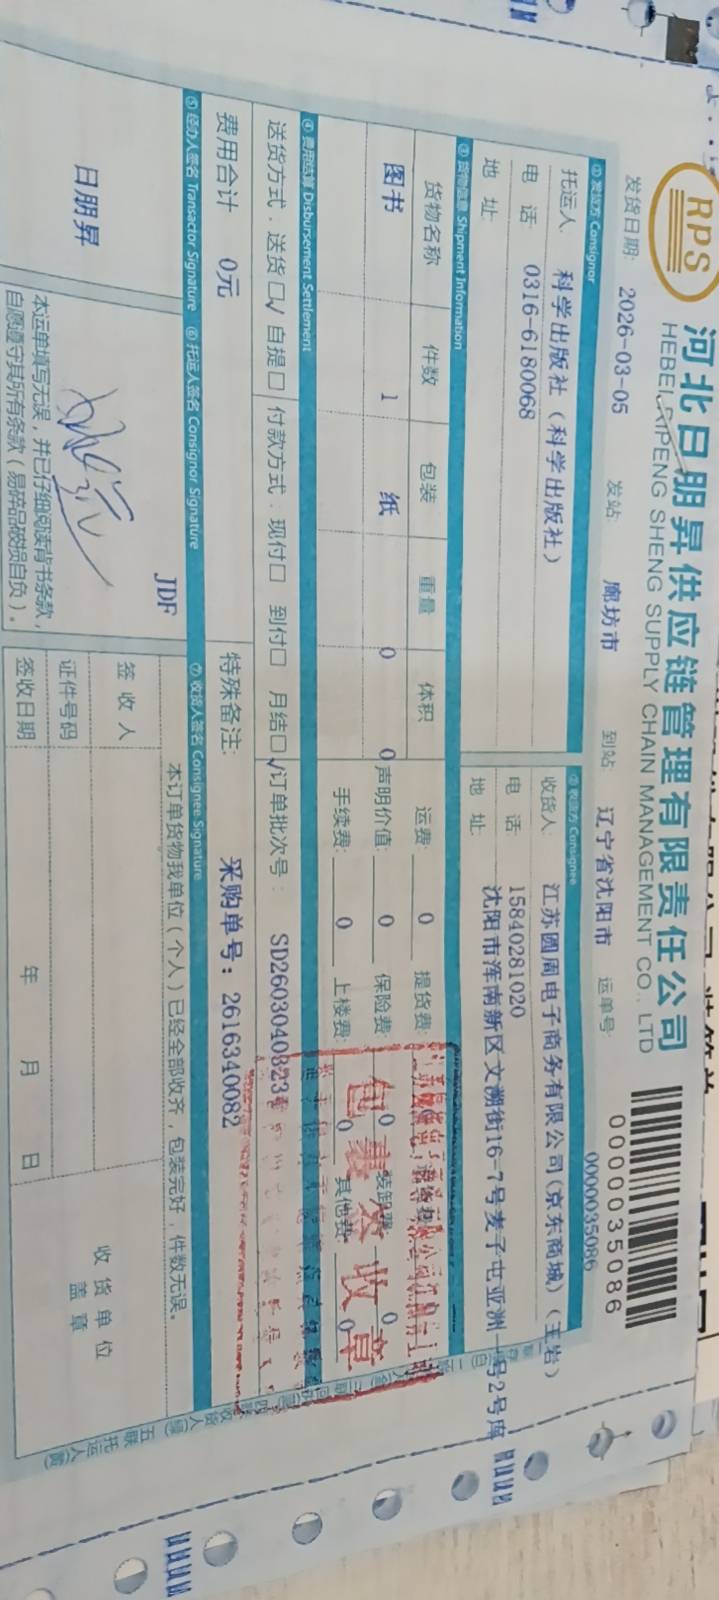 RPS
河北日朋昇供应链管理有限责任公司
HEBEI RIPENG SHENG SUPPLY CHAIN MANAGEMENT CO., LTD
0000035086
发货日期: 2026-03-05 发站: 廊坊市 到站: 辽宁省沈阳市 运单号: 0000035086
① 发货方 Consignor ② 收货方 Consignee
托运人: 科学出版社（科学出版社） 收货人: 江苏圆周电子商务有限公司(京东商城)（王岩）
电 话: 0316-6180068 电 话: 15840281020
地 址: 地 址: 沈阳市浑南新区文溯街16-7号麦子屯亚洲一号2号库
③ 货物信息 Shipment Information
货物名称 件数 包装 重量 体积 运费: 0 提货费:
图书 1 纸 0 0 声明价值: 0 保险费: 0 装卸费: 0
手续费: 0 上楼费: 0 其他费: 0
④ 费用结算 Disbursement Settlement
送货方式: 送货☑ 自提□ 付款方式: 现付□ 到付□ 月结☑ 订单批次号: SD2603040823
费用合计 0元 特殊备注: 采购单号: 2616340082
包裹签收章
⑤ 经办人签名 Transactor Signature ⑥ 托运人签名 Consignor Signature ⑦ 收货人签名 Consignee Signature
日朋昇
JDF
本运单填写无误，并已仔细阅读背书条款，
自愿遵守其所有条款（易碎品破损自负）。
本订单货物我单位（个人）已经全部收齐，包装完好，件数无误。
签 收 人
证件号码
签收日期 年 月 日
收 货 单 位
盖 章